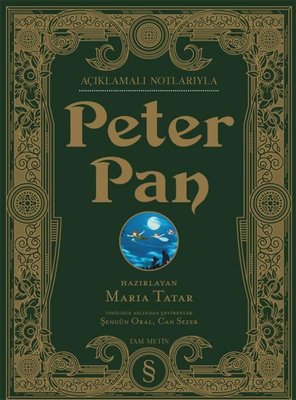 AÇIKLAMALI NOTLARIYLA
Peter
Pan
HAZIRLAYAN
MARIA TATAR
İNGİLİZCE ASLINDAN ÇEVİRENLER
ŞENGÜN ORAL, CAN SEZER
TAM METİN
§